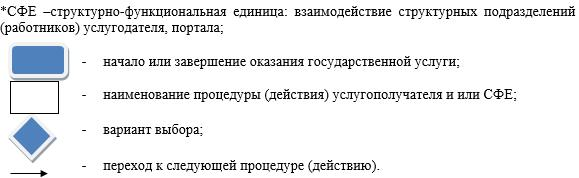 *СФЕ –структурно-функциональная единица: взаимодействие структурных подразделений
(работников) услугодателя, портала;
- начало или завершение оказания государственной услуги;
- наименование процедуры (действия) услугополучателя и или СФЕ;
- вариант выбора;
- переход к следующей процедуре (действию).